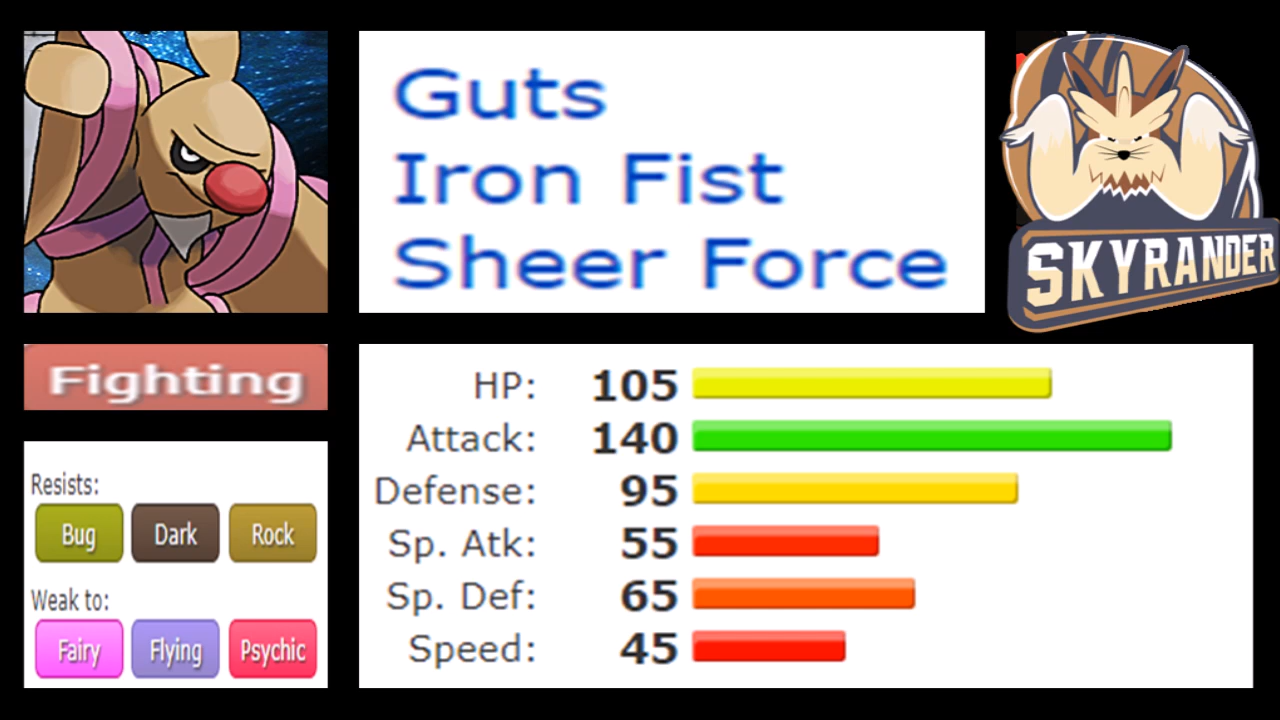 Guts
Iron Fist
Sheer Force
SKYRANDER
Fighting
Resists:
Bug Dark Rock
Weak to:
Fairy Flying Psychic
HP: 105
Attack: 140
Defense: 95
Sp. Atk: 55
Sp. Def: 65
Speed: 45